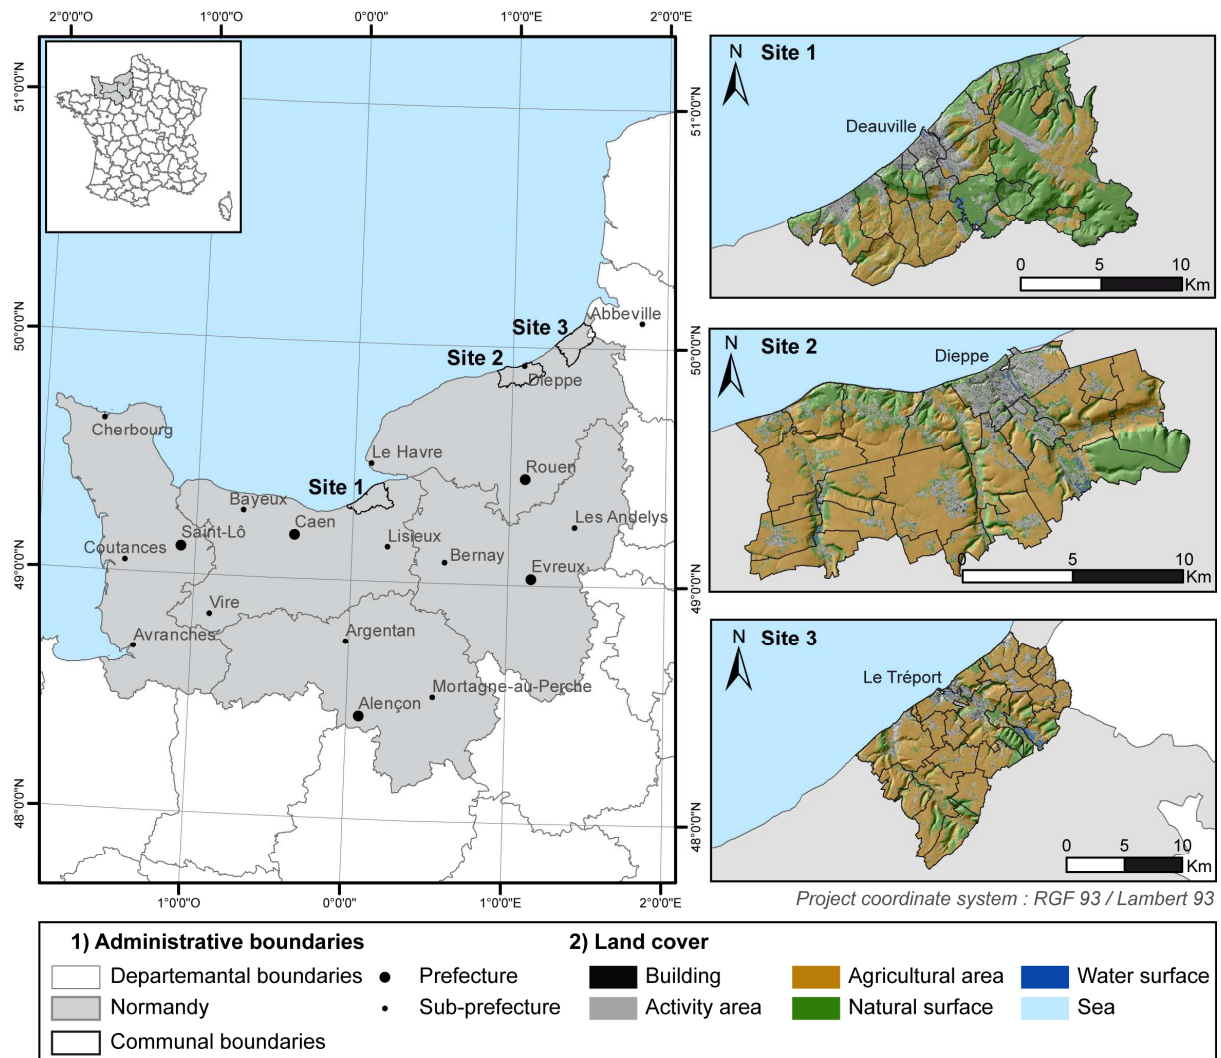 2°0'0"O 1°0'0"O 0°0'0" 1°0'0"E 2°0'0"E
51°0'0"N
51°0'0"N
50°0'0"N
50°0'0"N
49°0'0"N
49°0'0"N
48°0'0"N
48°0'0"N
Abbeville
Site 3
Site 2
Dieppe
Cherbourg
Le Havre
Rouen
Site 1
Bayeux
Caen
Les Andelys
Saint-Lô
Lisieux
Coutances
Bernay
Evreux
Vire
Argentan
Avranches
Mortagne-au-Perche
Alençon
1°0'0"O 0°0'0" 1°0'0"E 2°0'0"E
N Site 1
Deauville
0 5 10
Km
N Site 2
Dieppe
0 5 10
Km
N Site 3
Le Tréport
0 5 10
Km
Project coordinate system : RGF 93 / Lambert 93
1) Administrative boundaries
Departemantal boundaries
Prefecture
Normandy
Sub-prefecture
Communal boundaries
2) Land cover
Building
Agricultural area
Water surface
Activity area
Natural surface
Sea